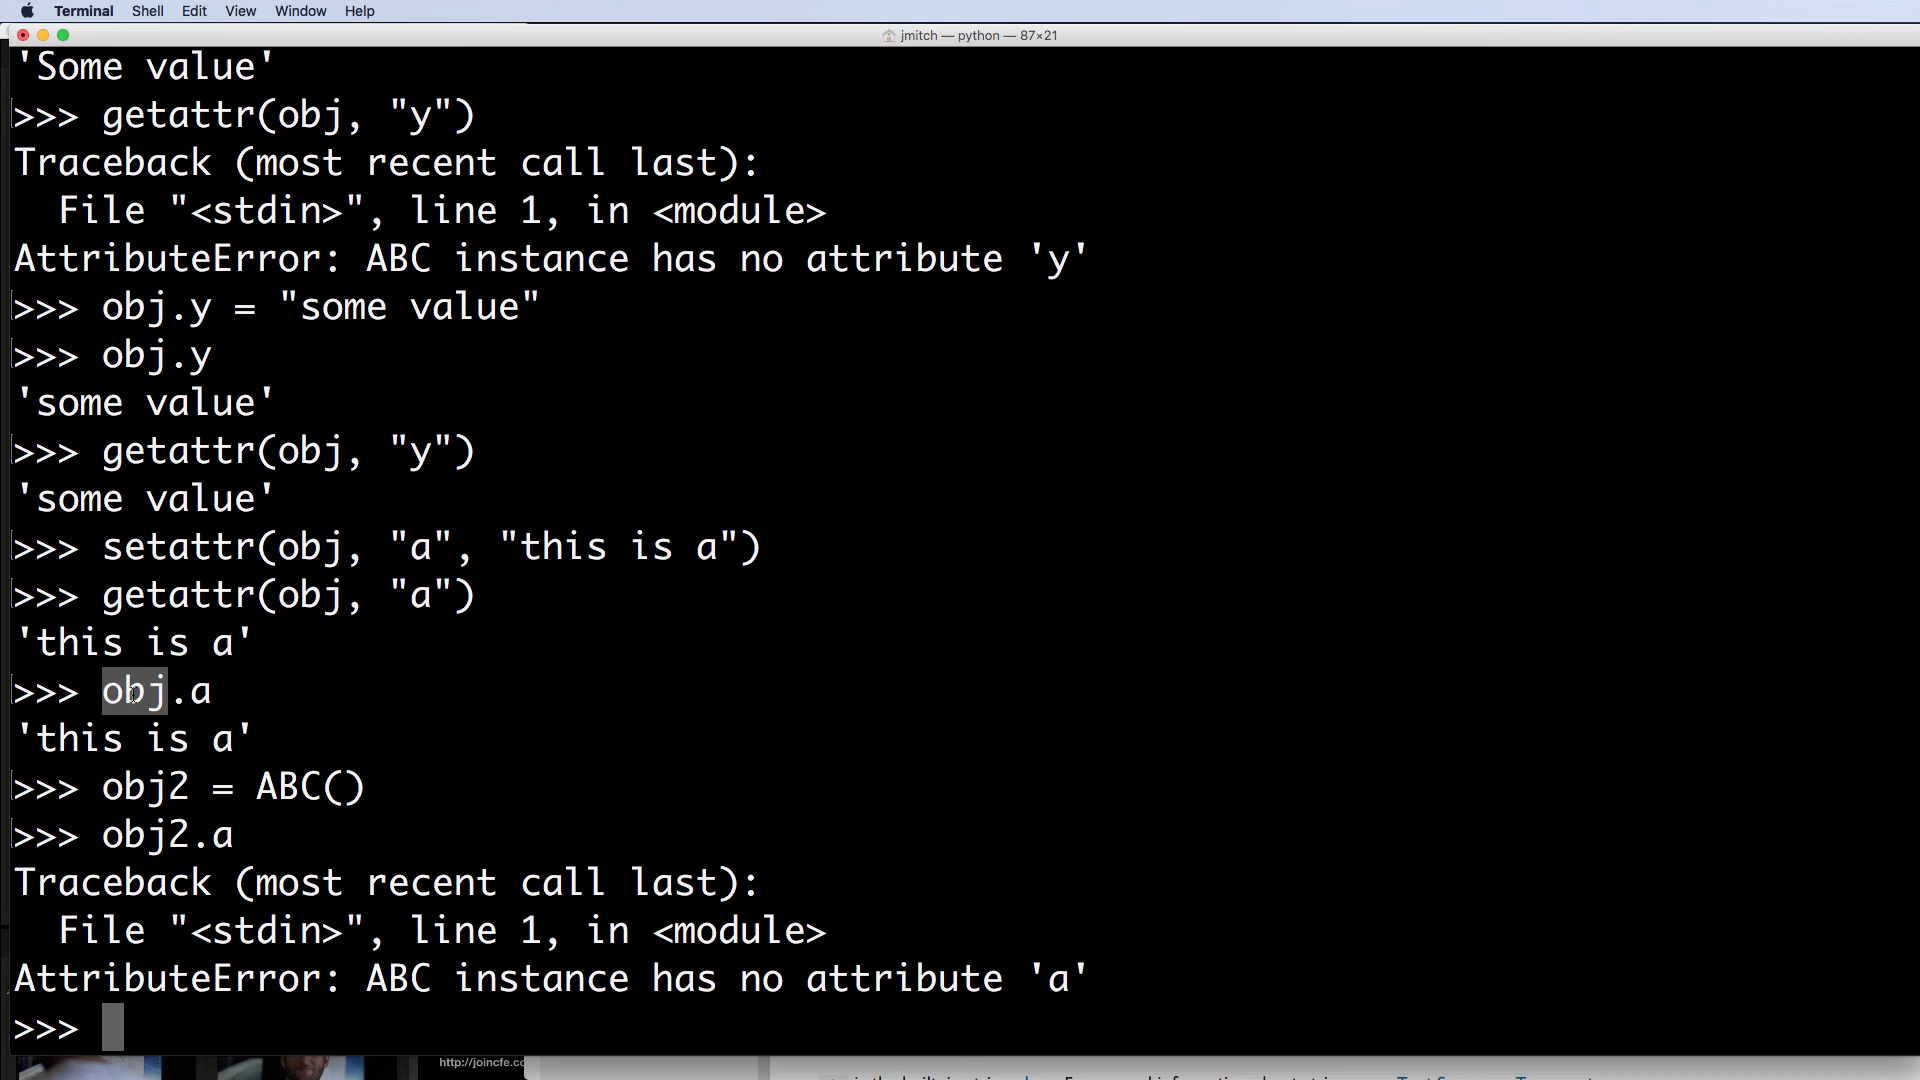 Terminal Shell Edit View Window Help
jmitch — python — 87×21
'Some value'
>>> getattr(obj, "y")
Traceback (most recent call last):
  File "<stdin>", line 1, in <module>
AttributeError: ABC instance has no attribute 'y'
>>> obj.y = "some value"
>>> obj.y
'some value'
>>> getattr(obj, "y")
'some value'
>>> setattr(obj, "a", "this is a")
>>> getattr(obj, "a")
'this is a'
>>> obj.a
'this is a'
>>> obj2 = ABC()
>>> obj2.a
Traceback (most recent call last):
  File "<stdin>", line 1, in <module>
AttributeError: ABC instance has no attribute 'a'
>>>
http://joincfe.co